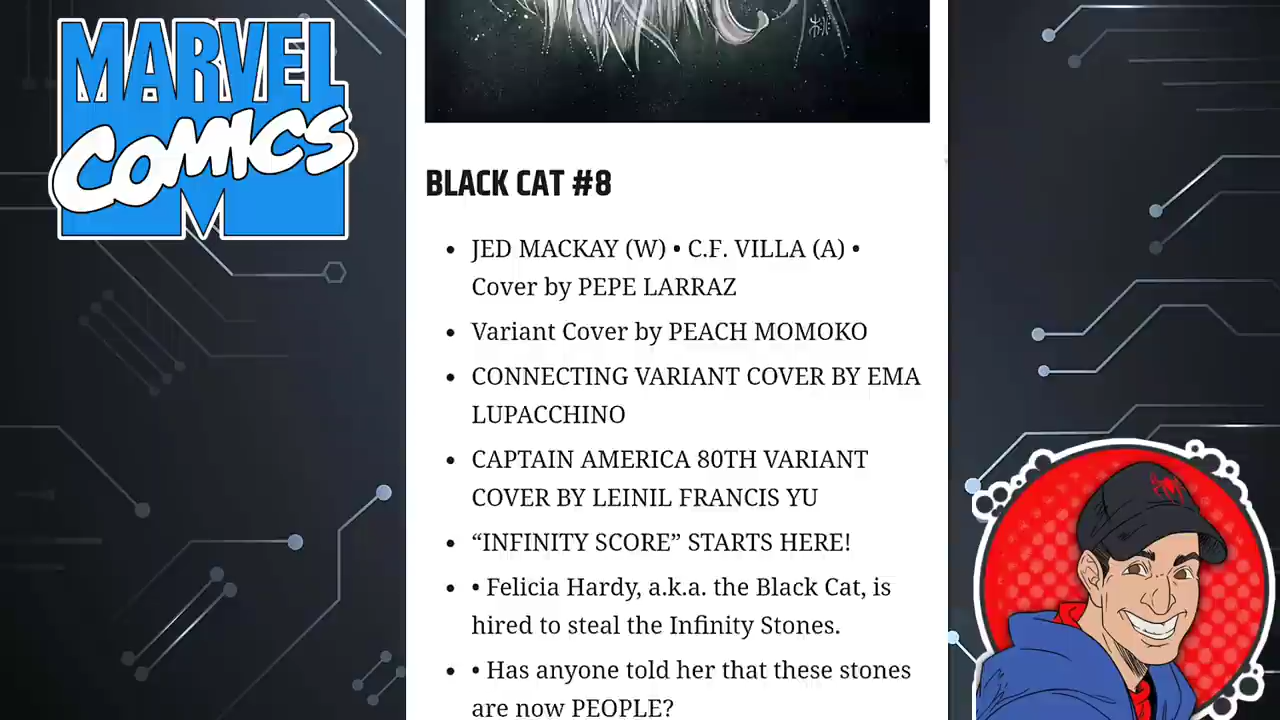 MARVEL
COMICS
M
BLACK CAT #8
• JED MACKAY (W) • C.F. VILLA (A) •
Cover by PEPE LARRAZ
• Variant Cover by PEACH MOMOKO
• CONNECTING VARIANT COVER BY EMA
LUPACCHINO
• CAPTAIN AMERICA 80TH VARIANT
COVER BY LEINIL FRANCIS YU
• “INFINITY SCORE” STARTS HERE!
• • Felicia Hardy, a.k.a. the Black Cat, is
hired to steal the Infinity Stones.
• • Has anyone told her that these stones
are now PEOPLE?